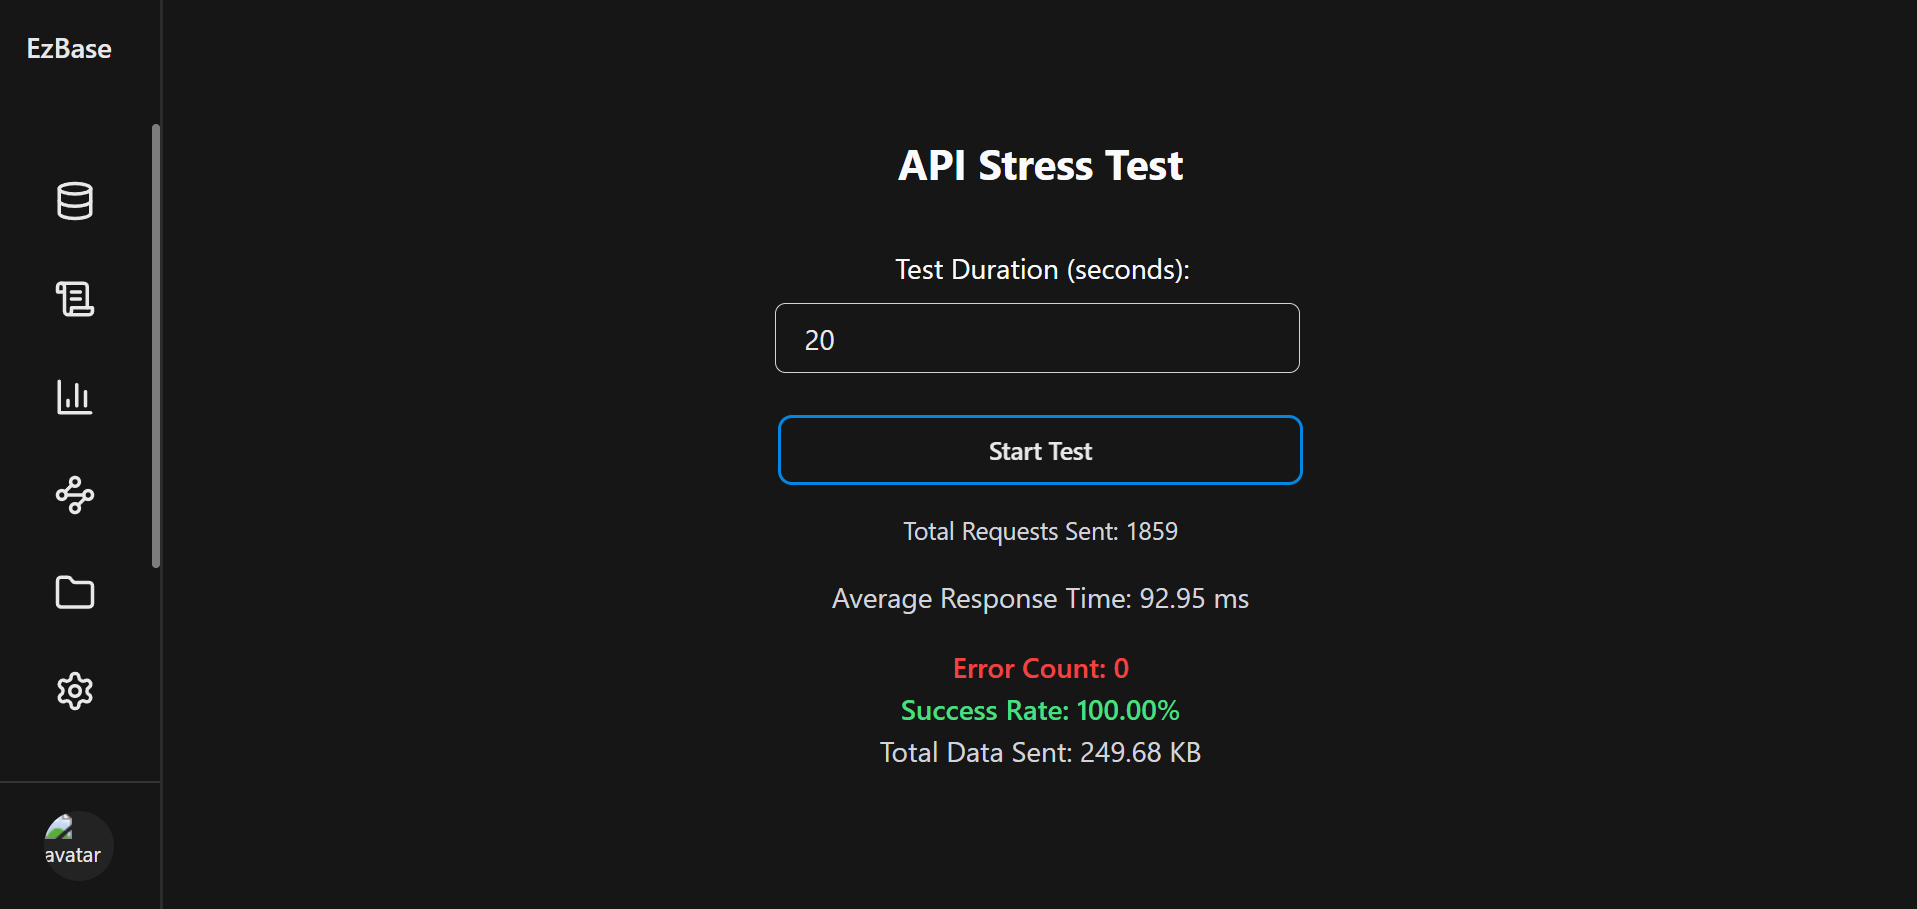 EzBase
API Stress Test
Test Duration (seconds):
20
Start Test
Total Requests Sent: 1859
Average Response Time: 92.95 ms
Error Count: 0
Success Rate: 100.00%
Total Data Sent: 249.68 KB
avatar